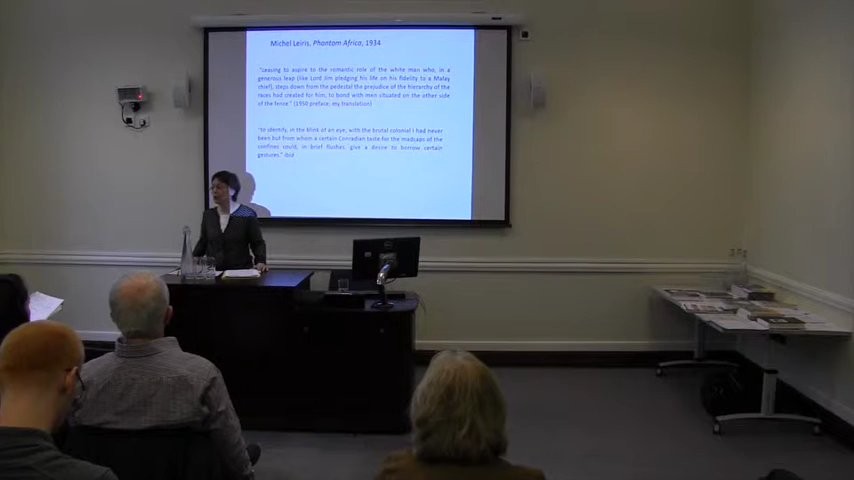 Michel Leiris, Phantom Africa, 1934
"ceasing to aspire to the romantic role of the white man who, in a
generous leap (like Lord Jim pledging his life on his fidelity to a Malay
chief), steps down from the pedestal the prejudice of the hierarchy of the
races had created for him, to bond with men situated on the other side
of the fence." (1950 preface; my translation)
"to identify, in the blink of an eye, with the brutal colonial I had never
been but from whom a certain Conradian taste for the madcaps of the
confines could, in brief flashes, give a desire to borrow certain
gestures." Ibid